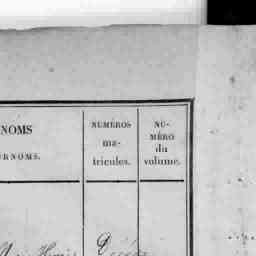 NOMS
RNOMS.
NUMÉROS
ma-
tricules.
NU-
MÉRO
du
volume.